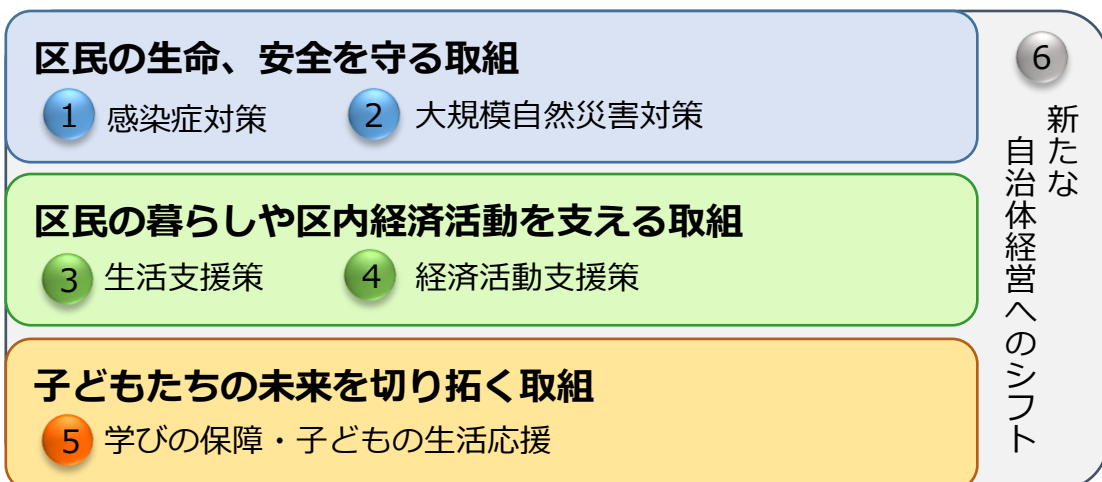 区民の生命、安全を守る取組
1 感染症対策 2 大規模自然災害対策
区民の暮らしや区内経済活動を支える取組
3 生活支援策 4 経済活動支援策
子どもたちの未来を切り拓く取組
5 学びの保障・子どもの生活応援
6
新たな
自治体経営へのシフト